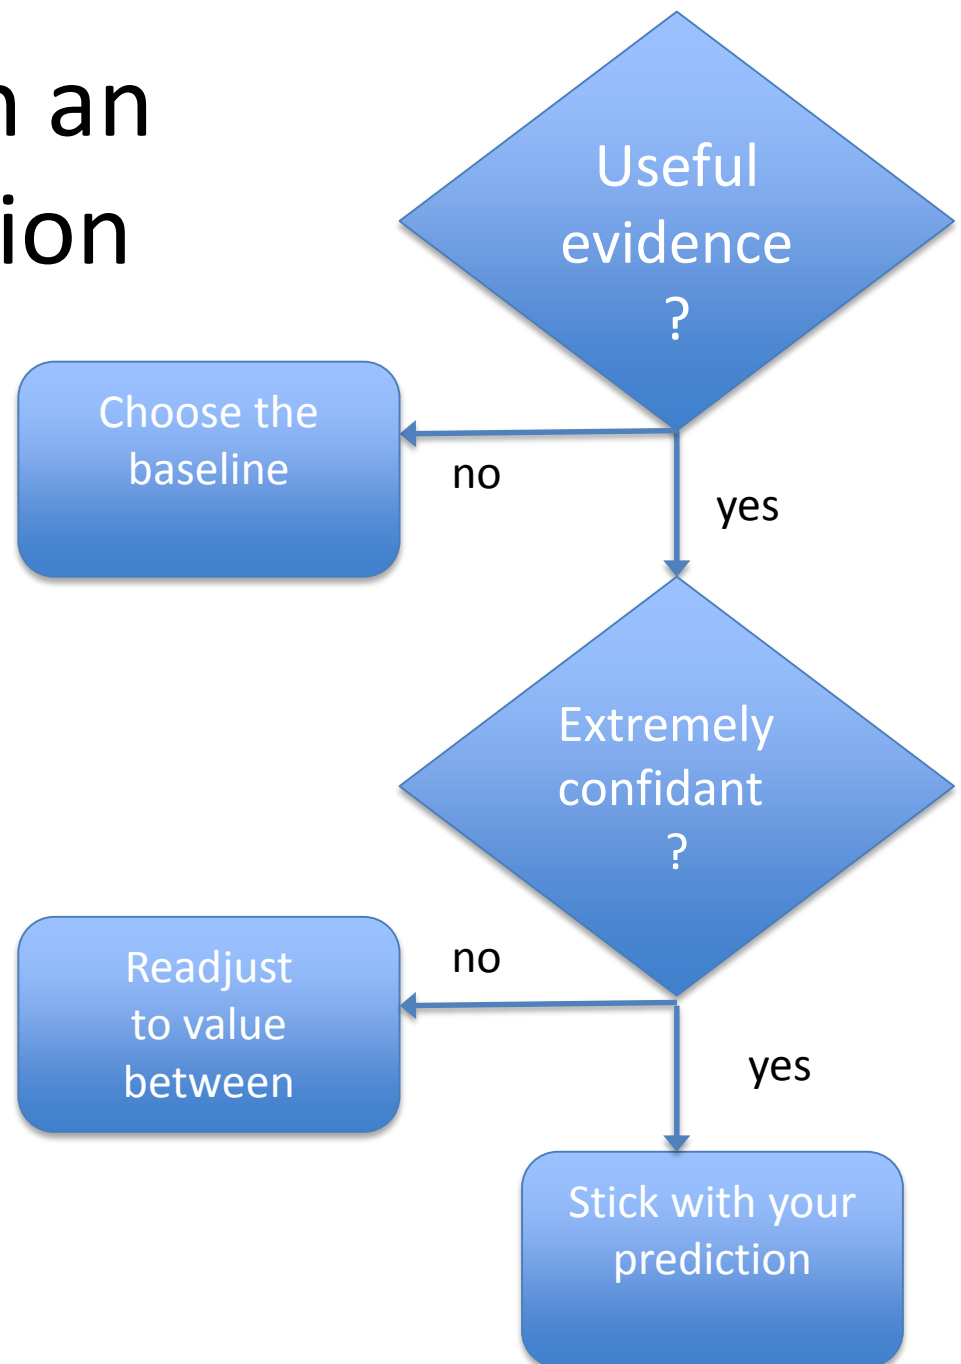 n an
ion
Useful
evidence
?
Choose the
baseline
no
yes
Extremely
confidant
?
no
Readjust
to value
between
yes
Stick with your
prediction